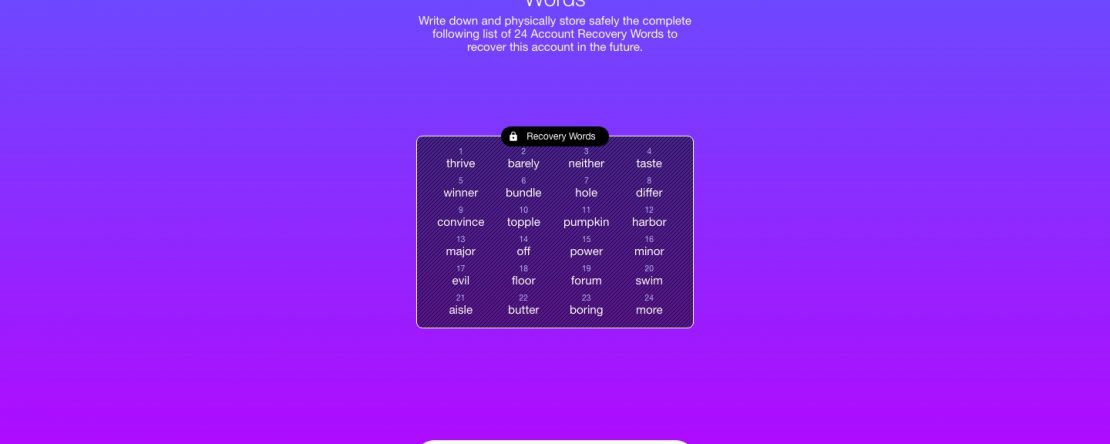 Words
Write down and physically store safely the complete
following list of 24 Account Recovery Words to
recover this account in the future.
Recovery Words
1 2 3 4
thrive barely neither taste
5 6 7 8
winner bundle hole differ
9 10 11 12
convince topple pumpkin harbor
13 14 15 16
major off power minor
17 18 19 20
evil floor forum swim
21 22 23 24
aisle butter boring more